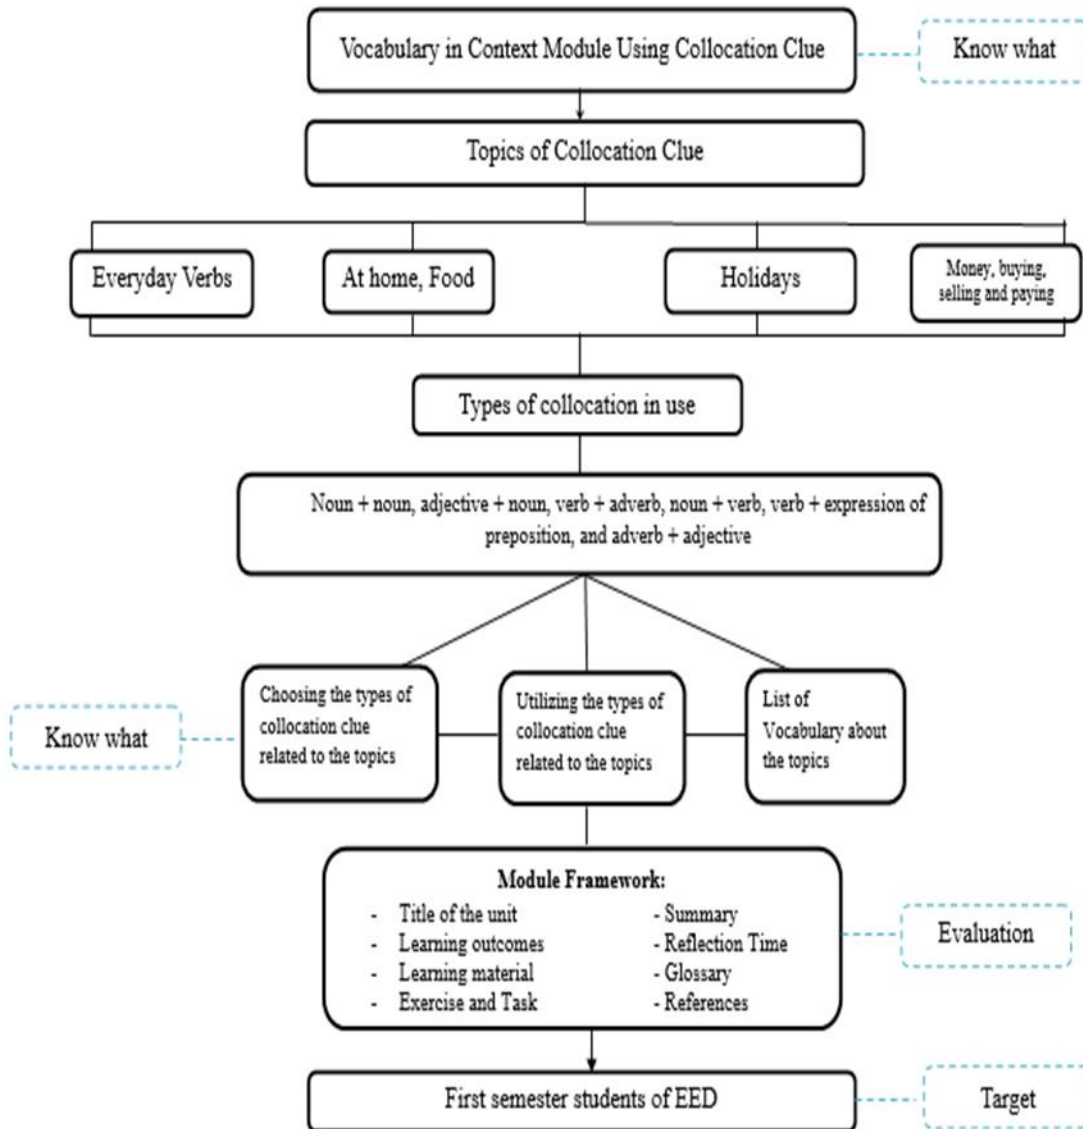 Vocabulary in Context Module Using Collocation Clue
Know what
Topics of Collocation Clue
Everyday Verbs
At home, Food
Holidays
Money, buying,
selling and paying
Types of collocation in use
Noun + noun, adjective + noun, verb + adverb, noun + verb, verb + expression of
preposition, and adverb + adjective
Know what
Choosing the types of
collocation clue
related to the topics
Utilizing the types of
collocation clue
related to the topics
List of
Vocabulary about
the topics
Module Framework:
- Title of the unit
- Learning outcomes
- Learning material
- Exercise and Task
- Summary
- Reflection Time
- Glossary
- References
Evaluation
First semester students of EED
Target